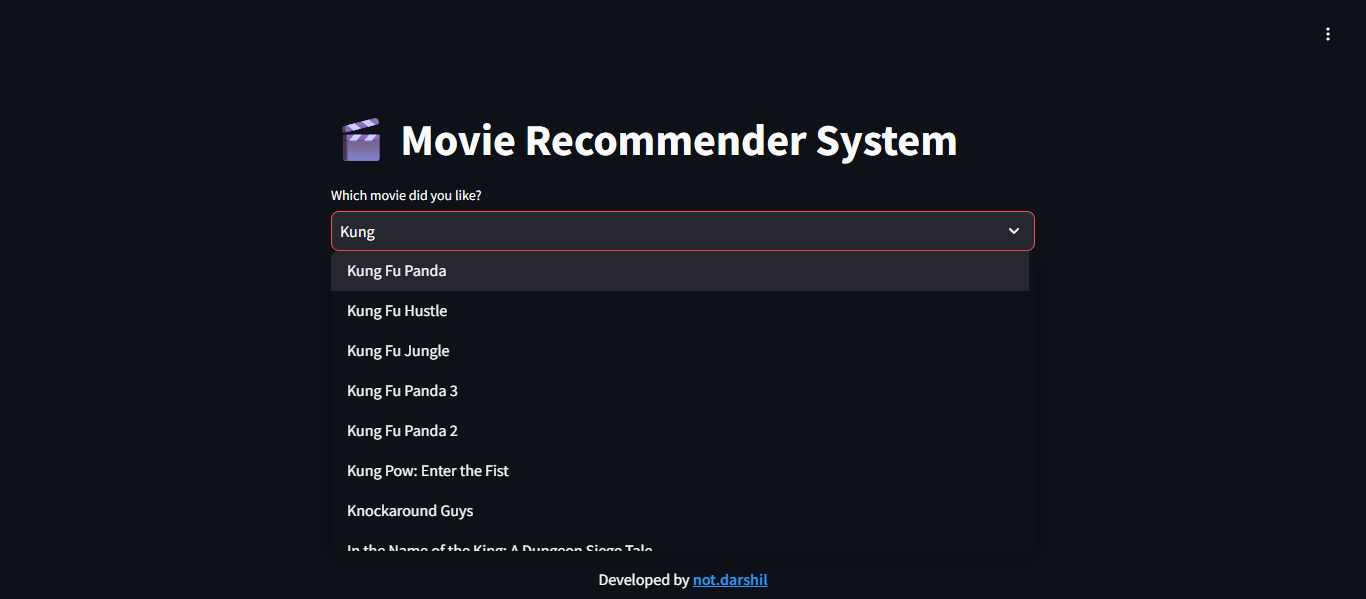 Movie Recommender System
Which movie did you like?
Kung
Kung Fu Panda
Kung Fu Hustle
Kung Fu Jungle
Kung Fu Panda 3
Kung Fu Panda 2
Kung Pow: Enter the Fist
Knockaround Guys
In the Name of the King: A Dungeon Siege Tale
Developed by not.darshil